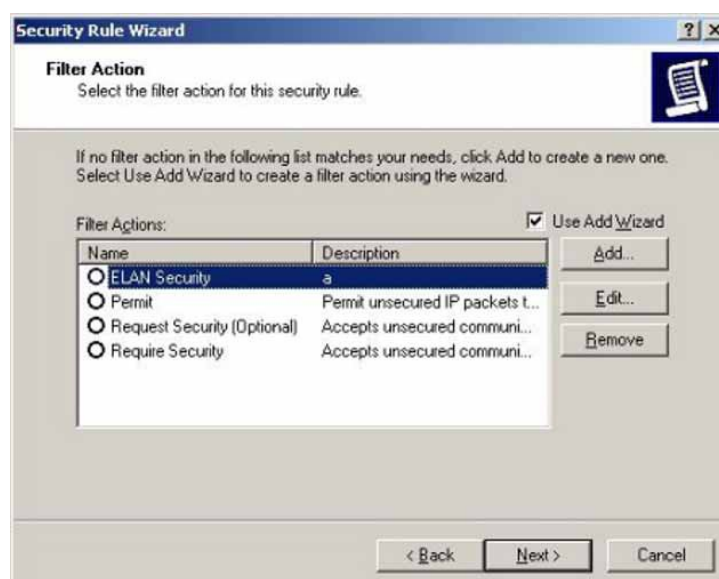 Security Rule Wizard
Filter Action
Select the filter action for this security rule.
If no filter action in the following list matches your needs, click Add to create a new one.
Select Use Add Wizard to create a filter action using the wizard.
Filter Actions:
Use Add Wizard
Name Description
ELAN Security a
Permit Permit unsecured IP packets t...
Request Security (Optional) Accepts unsecured communi...
Require Security Accepts unsecured communi...
Add...
Edit...
Remove
< Back Next > Cancel